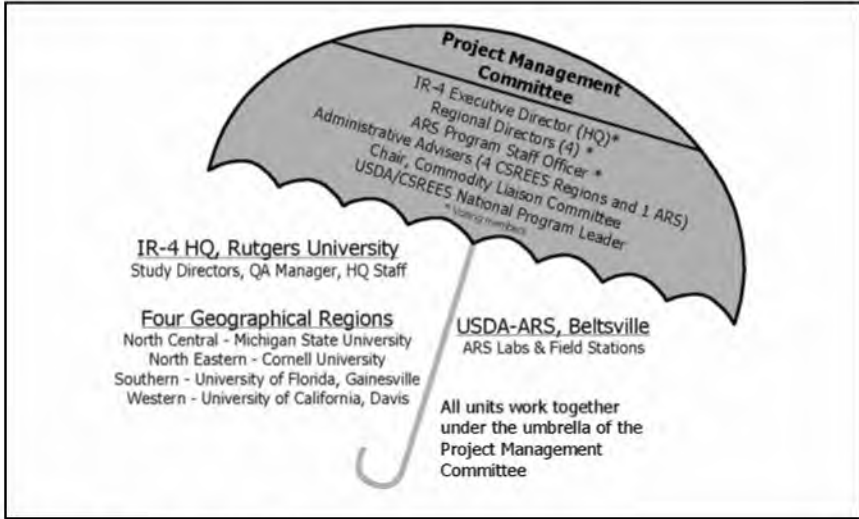 Project Management
Committee
IR-4 Executive Director (HQ)*
Regional Directors (4) *
ARS Program Staff Officer *
Administrative Advisers (4 CSREES Regions and 1 ARS)
Chair, Commodity Liaison Committee
USDA/CSREES National Program Leader
* Voting members
IR-4 HQ, Rutgers University
Study Directors, QA Manager, HQ Staff
Four Geographical Regions
North Central - Michigan State University
North Eastern - Cornell University
Southern - University of Florida, Gainesville
Western - University of California, Davis
USDA-ARS, Beltsville
ARS Labs & Field Stations
All units work together
under the umbrella of the
Project Management
Committee